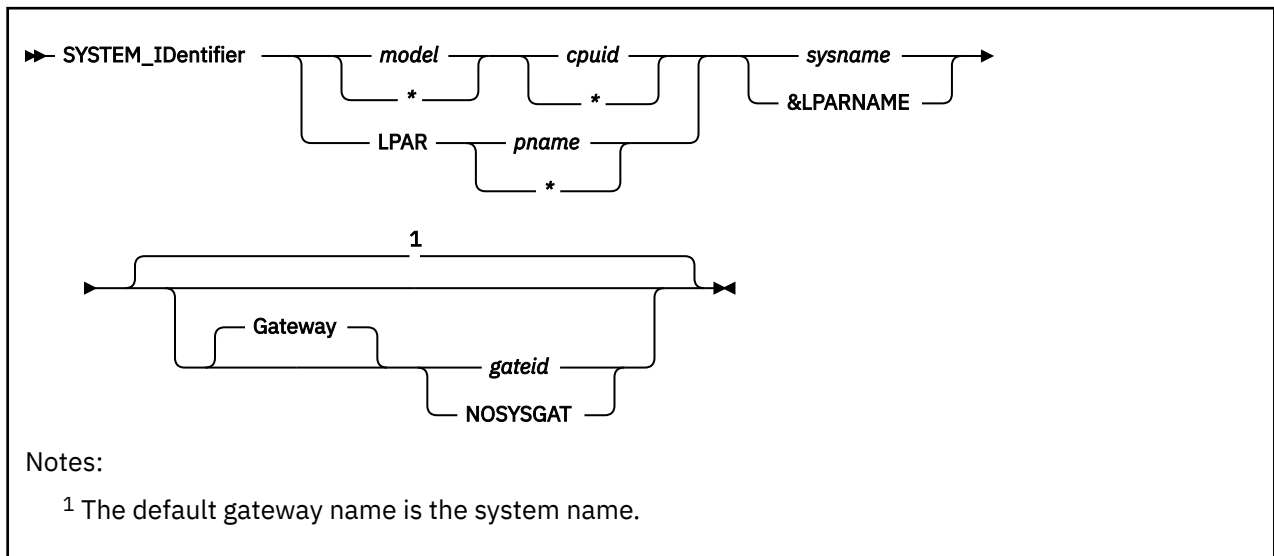 SYSTEM_IDentifier model cpuid sysname
* * &LPARNAME
LPAR pname
*
1
Gateway
gateid
NOSYSGAT
Notes:
1 The default gateway name is the system name.